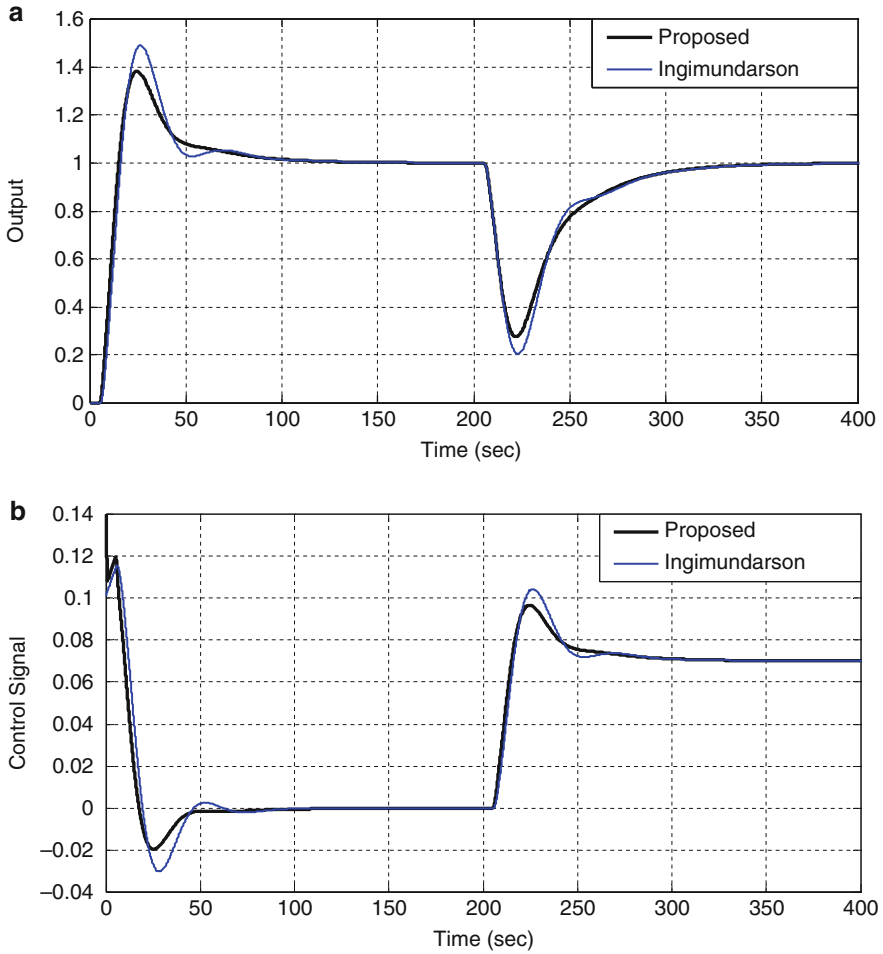 a
1.6
1.4
1.2
1
0.8
0.6
0.4
0.2
0
Output
Proposed
Ingimundarson
0 50 100 150 200 250 300 350 400
Time (sec)
b
0.14
0.12
0.1
0.08
0.06
0.04
0.02
0
–0.02
–0.04
Control Signal
Proposed
Ingimundarson
0 50 100 150 200 250 300 350 400
Time (sec)